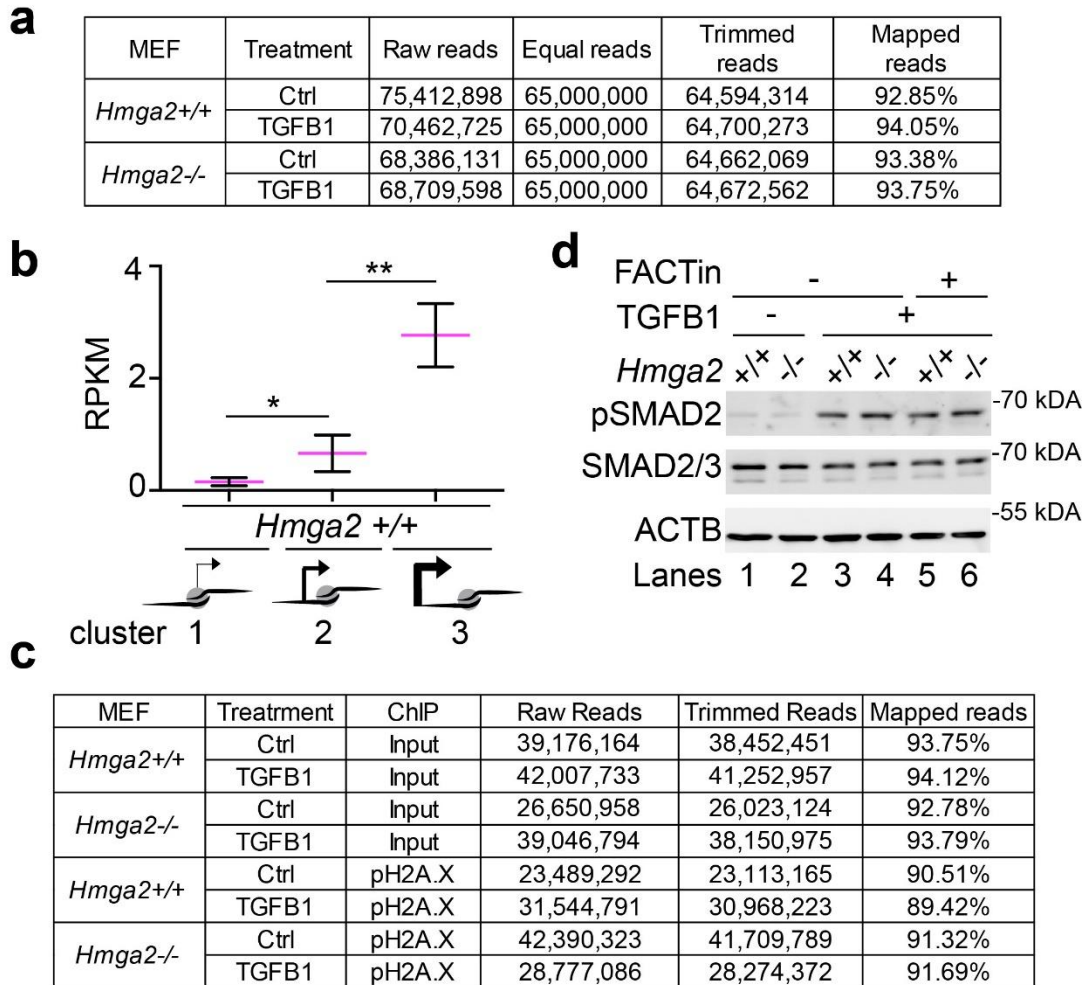 a
MEF Treatment Raw reads Equal reads Trimmed reads Mapped reads
Hmga2+/+ Ctrl 75,412,898 65,000,000 64,594,314 92.85%
TGFB1 70,462,725 65,000,000 64,700,273 94.05%
Hmga2-/- Ctrl 68,386,131 65,000,000 64,662,069 93.38%
TGFB1 68,709,598 65,000,000 64,672,562 93.75%
b
RPKM
4
2
0
*
**
Hmga2 +/+
cluster 1 2 3
d
FACTin - +
TGFB1 - +
Hmga2 +/+ -/- +/+ -/- +/+ -/-
pSMAD2 -70 kDA
SMAD2/3 -70 kDA
ACTB -55 kDA
Lanes 1 2 3 4 5 6
c
MEF Treatrment ChIP Raw Reads Trimmed Reads Mapped reads
Hmga2+/+ Ctrl Input 39,176,164 38,452,451 93.75%
TGFB1 Input 42,007,733 41,252,957 94.12%
Hmga2-/- Ctrl Input 26,650,958 26,023,124 92.78%
TGFB1 Input 39,046,794 38,150,975 93.79%
Hmga2+/+ Ctrl pH2A.X 23,489,292 23,113,165 90.51%
TGFB1 pH2A.X 31,544,791 30,968,223 89.42%
Hmga2-/- Ctrl pH2A.X 42,390,323 41,709,789 91.32%
TGFB1 pH2A.X 28,777,086 28,274,372 91.69%